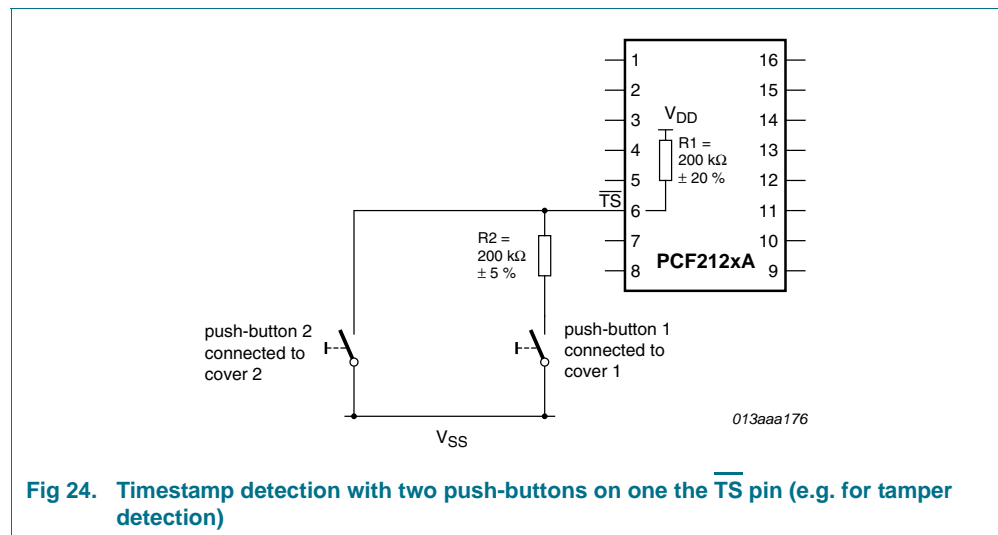 1 16
2 15
3 14
4 13
5 12
6 11
7 10
8 9
VDD
R1 =
200 kΩ
± 20 %
TS
PCF212xA
R2 =
200 kΩ
± 5 %
push-button 2
connected to
cover 2
push-button 1
connected to
cover 1
VSS
013aaa176
Fig 24. Timestamp detection with two push-buttons on one the TS pin (e.g. for tamper
detection)